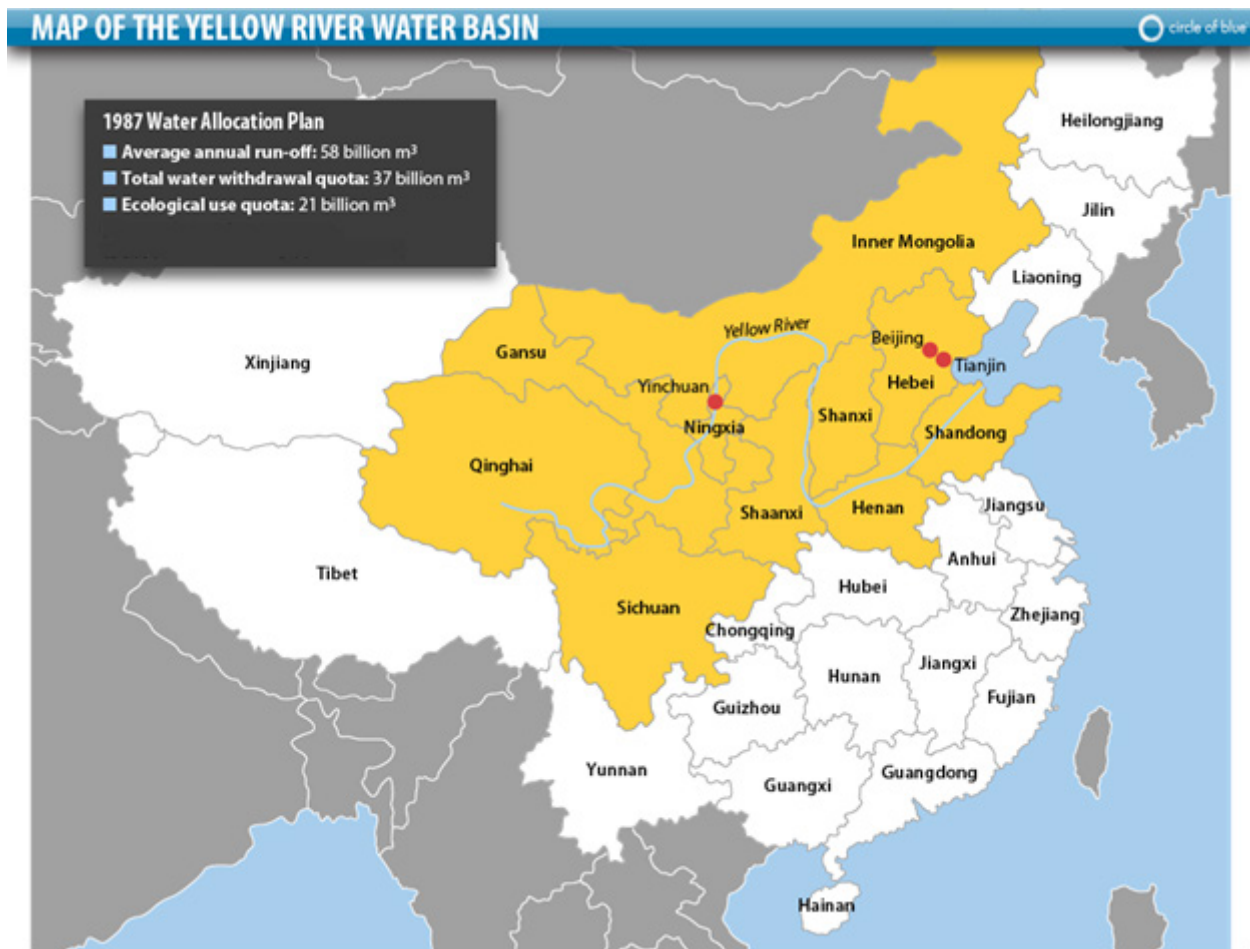 MAP OF THE YELLOW RIVER WATER BASIN
circle of blue
1987 Water Allocation Plan
Average annual run-off: 58 billion m³
Total water withdrawal quota: 37 billion m³
Ecological use quota: 21 billion m³
Heilongjiang
Jilin
Inner Mongolia
Liaoning
Yellow River
Beijing
Gansu
Xinjiang
Tianjin
Yinchuan
Hebei
Shanxi
Ningxia
Shandong
Qinghai
Jiangsu
Henan
Shaanxi
Anhui
Tibet
Hubei
Sichuan
Zhejiang
Chongqing
Jiangxi
Hunan
Fujian
Guizhou
Yunnan
Guangdong
Guangxi
Hainan